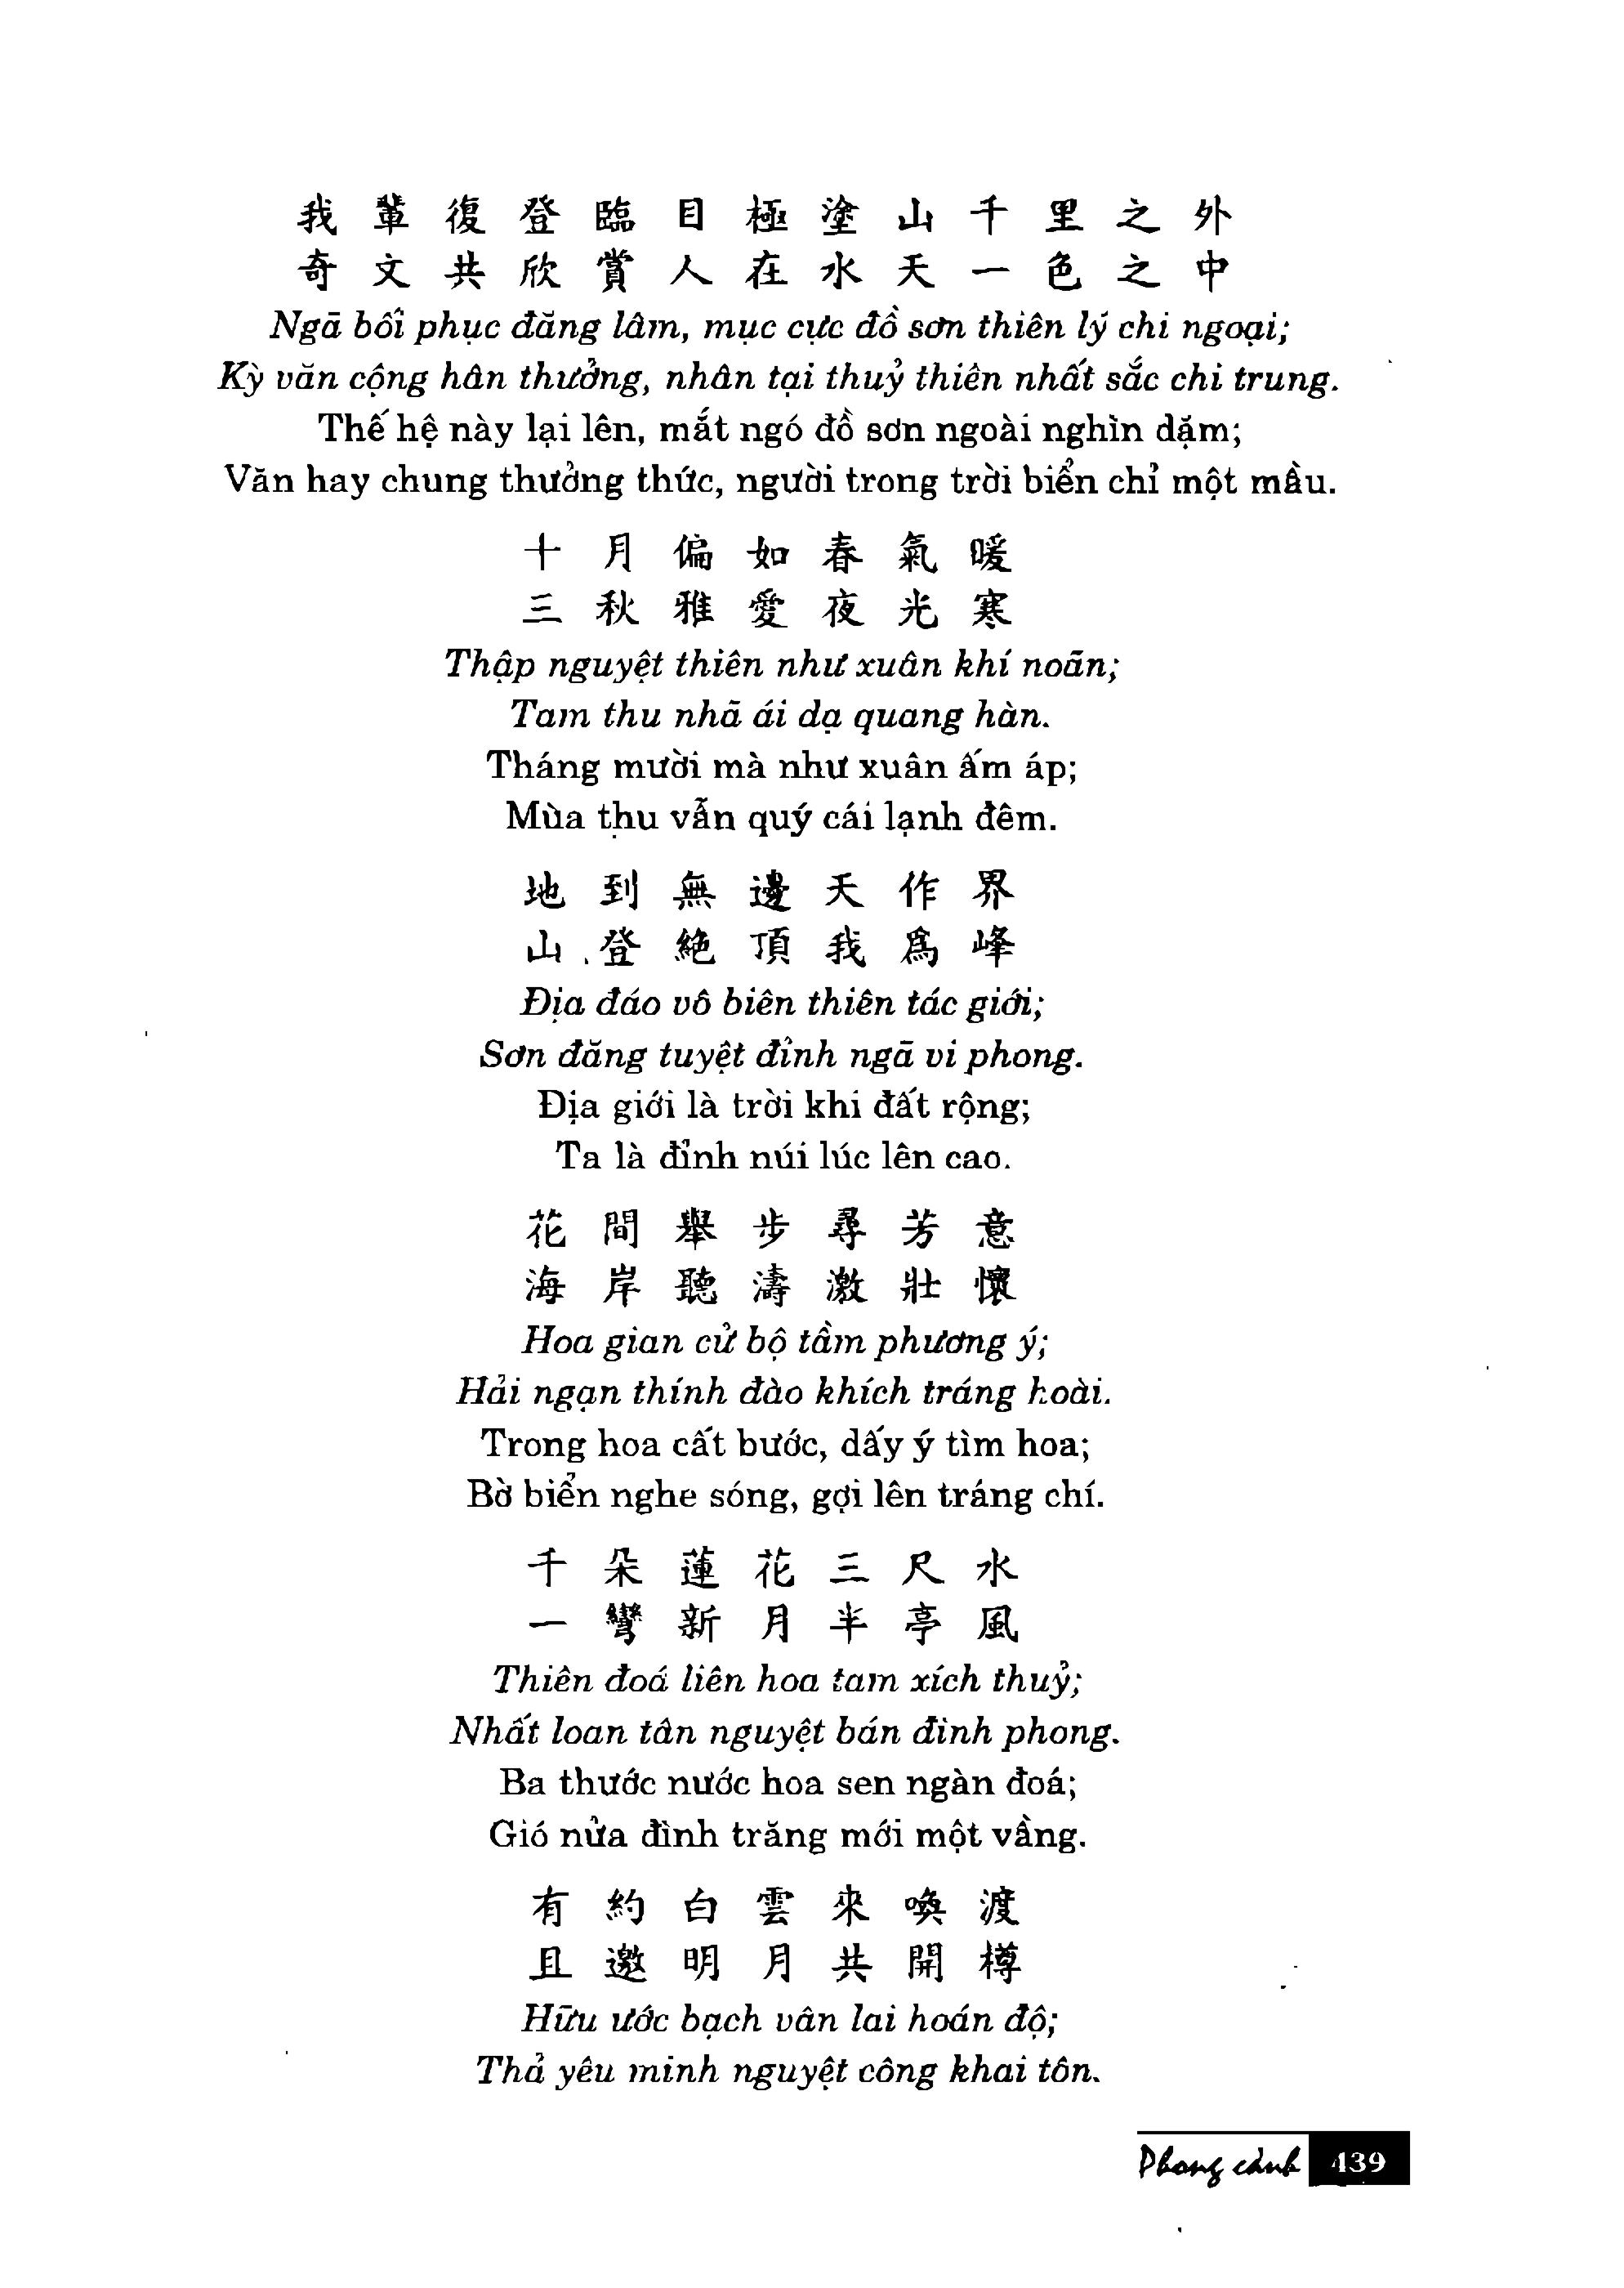 我輩復登臨目極塗山千里之外
奇文共欣賞人在水天一色之中
Ngã bối phục đăng lâm, mục cực đồ sơn thiên lý chi ngoại;
Kỳ văn cộng hân thưởng, nhân tại thuỷ thiên nhất sắc chi trung.
Thế hệ này lại lên, mắt ngó đồ sơn ngoài nghìn dặm;
Văn hay chung thưởng thức, người trong trời biển chỉ một mầu.
十月偏如春氣暖
三秋雅愛夜光寒
Thập nguyệt thiên như xuân khí noãn;
Tam thu nhã ái dạ quang hàn.
Tháng mười mà như xuân ấm áp;
Mùa thu vẫn quý cái lạnh đêm.
地到無邊天作界
山登絕頂我爲峰
Địa đáo vô biên thiên tác giới;
Sơn đăng tuyệt đỉnh ngã vi phong.
Địa giới là trời khi đất rộng;
Ta là đỉnh núi lúc lên cao.
花間舉步尋芳意
海岸聽濤激壯懷
Hoa gian cử bộ tầm phương ý;
Hải ngạn thính đào khích tráng hoài.
Trong hoa cất bước, dấy ý tìm hoa;
Bờ biển nghe sóng, gợi lên tráng chí.
千朵蓮花三尺水
一彎新月半亭風
Thiên đoá liên hoa tam xích thuỷ;
Nhất loan tân nguyệt bán đình phong.
Ba thước nước hoa sen ngàn đoá;
Gió nửa đình trăng mới một vầng.
有約白雲來喚渡
且邀明月共開樽
Hữu ước bạch vân lai hoán độ;
Thả yêu minh nguyệt công khai tôn.
Phong cảnh 439